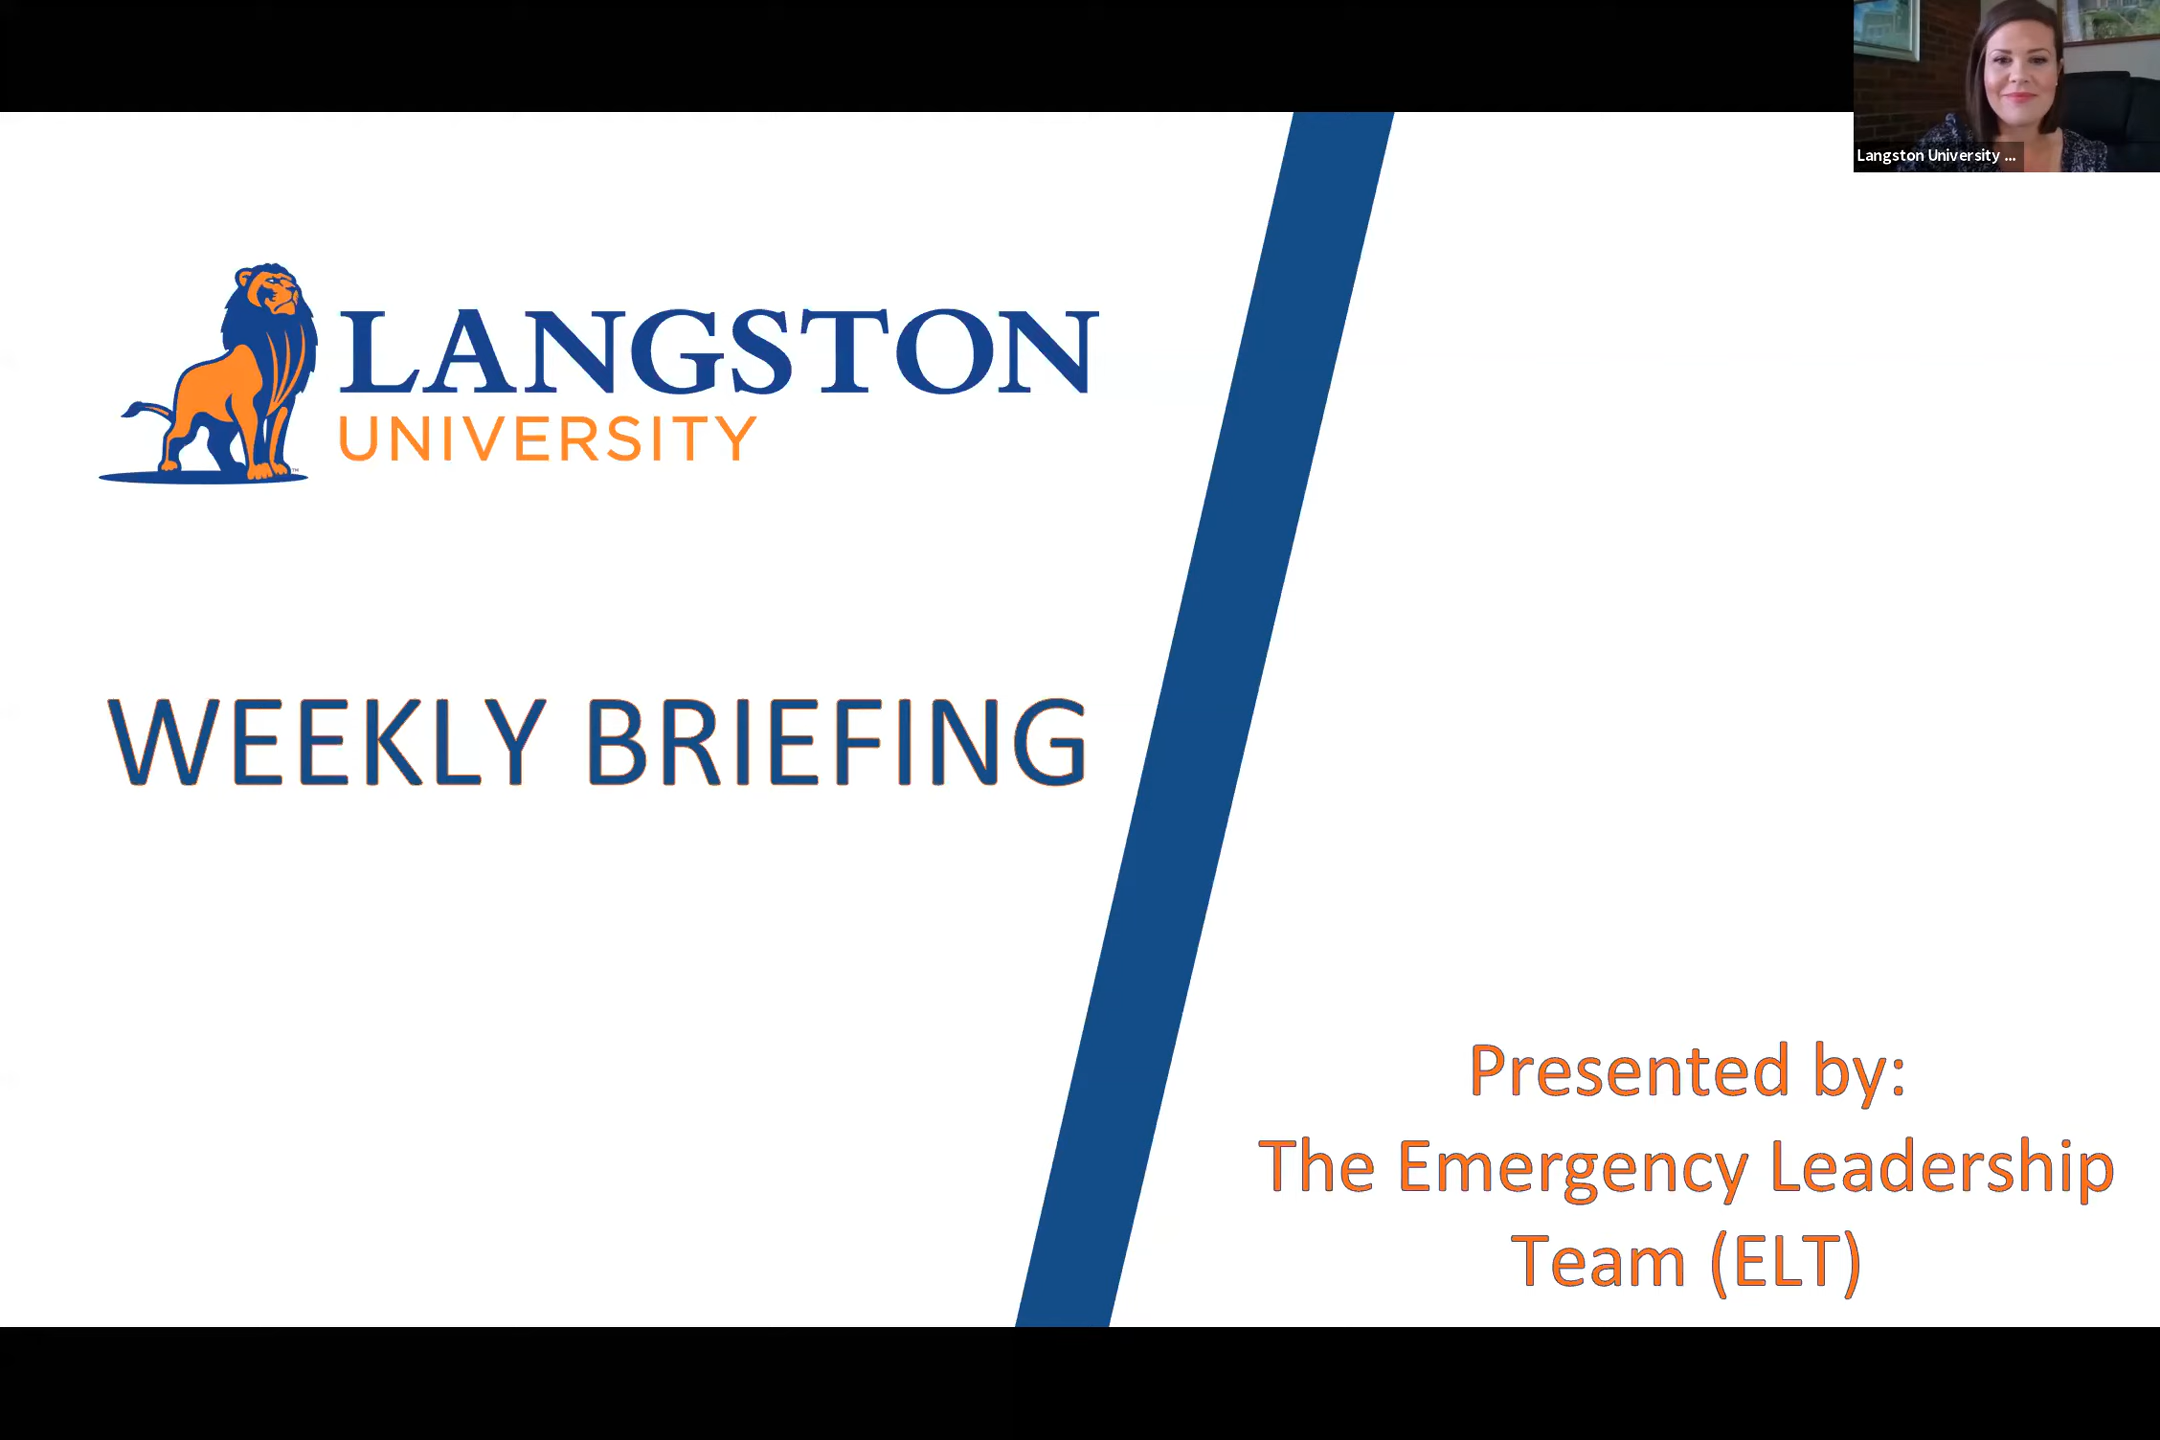 Langston University ...
LANGSTON
UNIVERSITY
WEEKLY BRIEFING
Presented by:
The Emergency Leadership
Team (ELT)